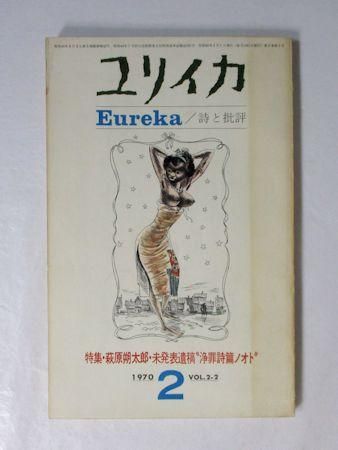 ユリイカ
Eureka／詩と批評
特集・萩原朔太郎・未発表遺稿“浄罪詩篇ノオト”
1970 2 VOL.2-2